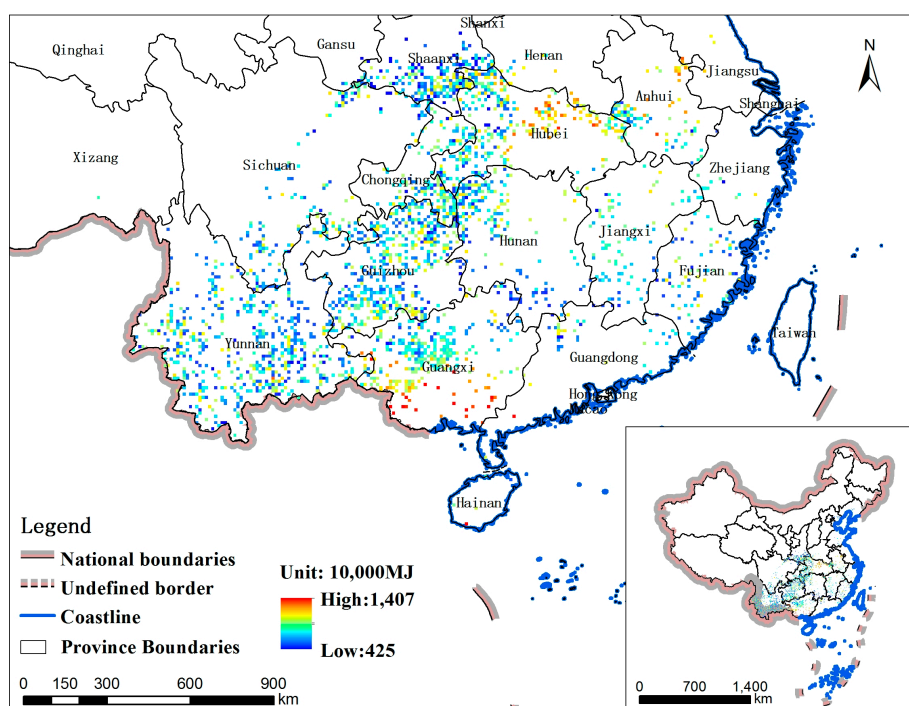 Shanxi
Qinghai
Gansu
Shaanxi
Henan
N
Jiangsu
Anhui
Shanghai
Hubei
Xizang
Sichuan
Chongqing
Zhejiang
Hunan
Jiangxi
Guizhou
Fujian
Yunnan
Taiwan
Guangxi
Guangdong
Hong Kong
Macao
Hainan
Legend
National boundaries
Undefined border
Coastline
Province Boundaries
Unit: 10,000MJ
High:1,407
Low:425
0 150 300 450 600 900
km
0 700 1,400
km